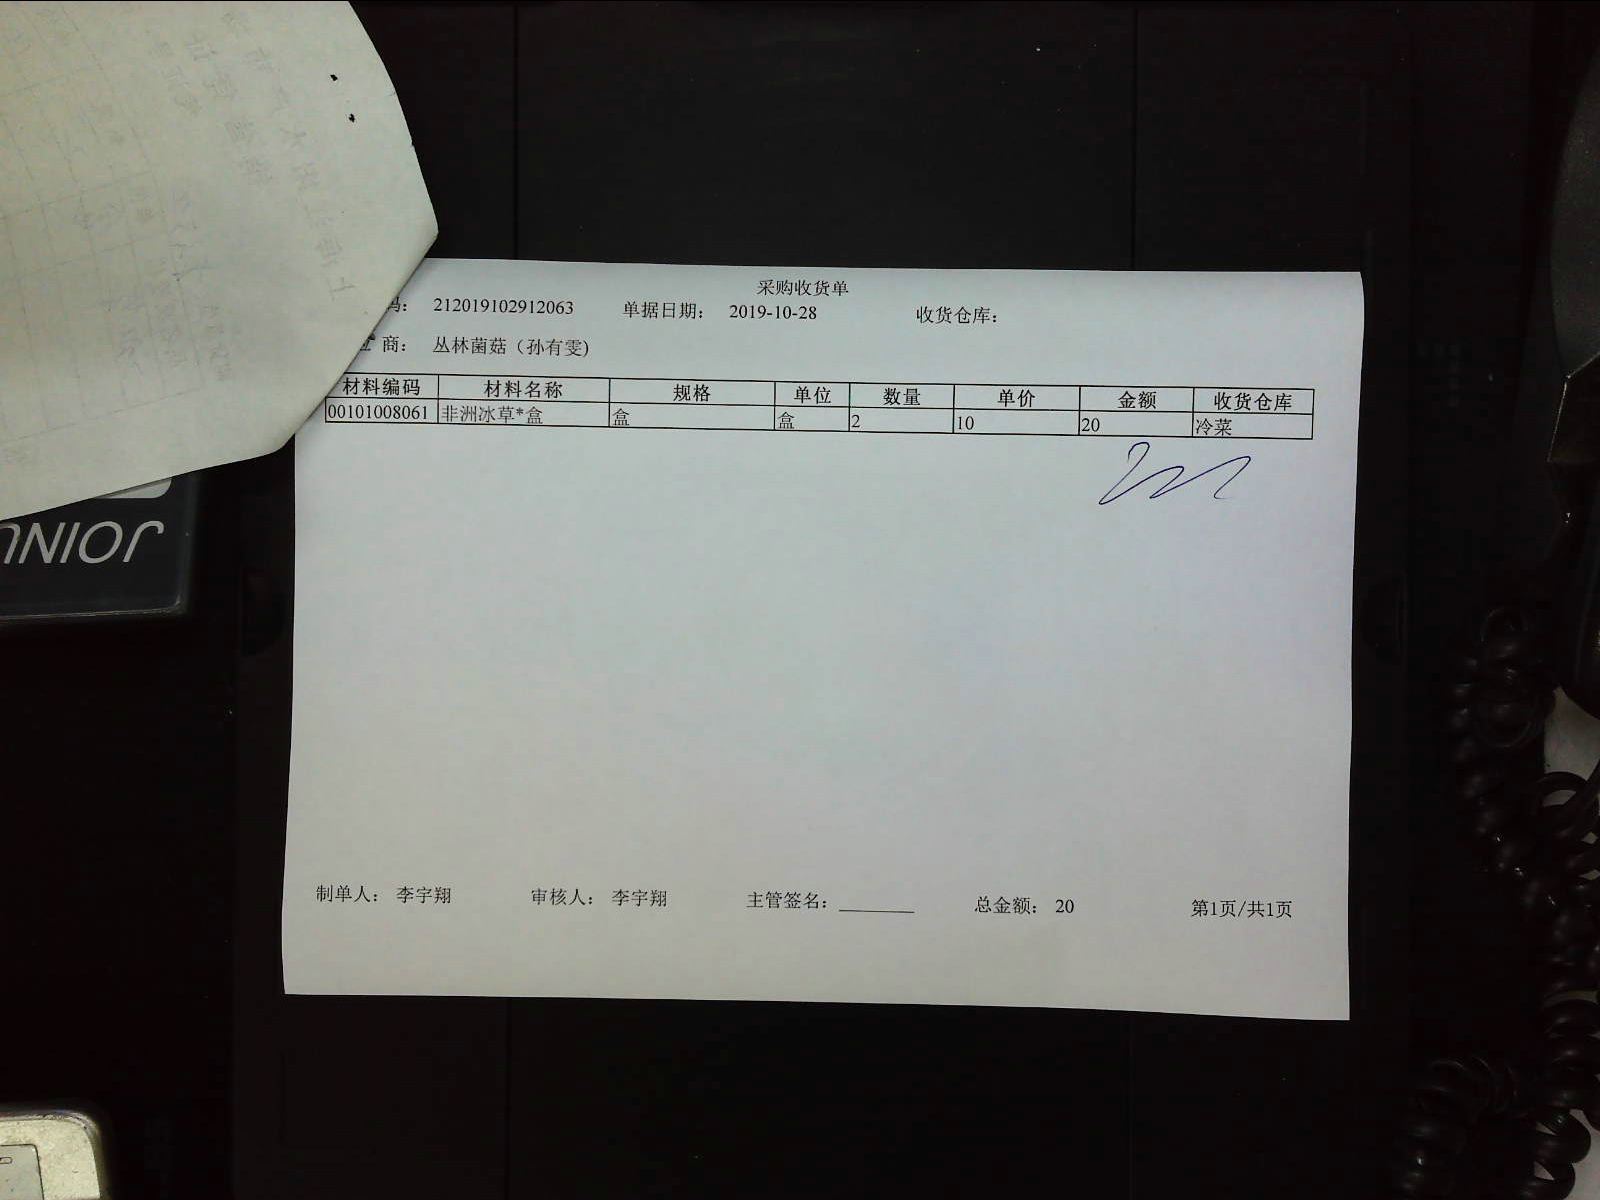 采购收货单
码： 212019102912063 单据日期： 2019-10-28 收货仓库：
商： 丛林菌菇（孙有雯)
材料编码 材料名称 规格 单位 数量 单价 金额 收货仓库
00101008061 非洲冰草*盒 盒 盒 2 10 20 冷菜
JOINU
制单人： 李宇翔 审核人： 李宇翔 主管签名： 总金额： 20 第1页/共1页